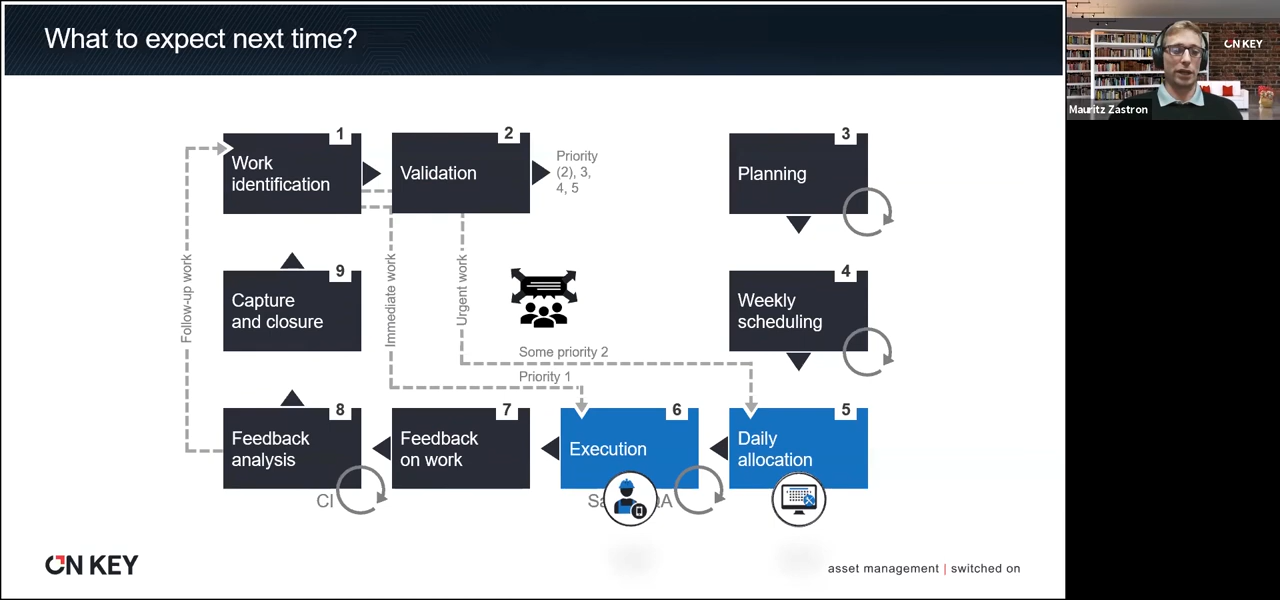 What to expect next time?
ON KEY
Mauritz Zastron
1
Work
identification
2
Validation
Priority
(2), 3,
4, 5
3
Planning
Follow-up work
9
Capture
and closure
Immediate work
Urgent work
4
Weekly
scheduling
Some priority 2
Priority 1
8
Feedback
analysis
7
Feedback
on work
6
Execution
5
Daily
allocation
CI
ON KEY
asset management | switched on